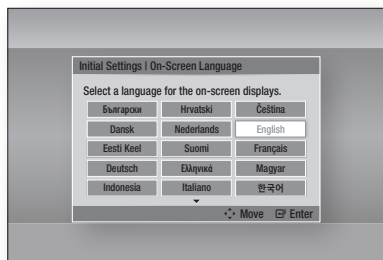 Initial Settings | On-Screen Language
Select a language for the on-screen displays.
Български Hrvatski Čeština
Dansk Nederlands English
Eesti Keel Suomi Français
Deutsch Ελληνικά Magyar
Indonesia Italiano 한국어
Move Enter